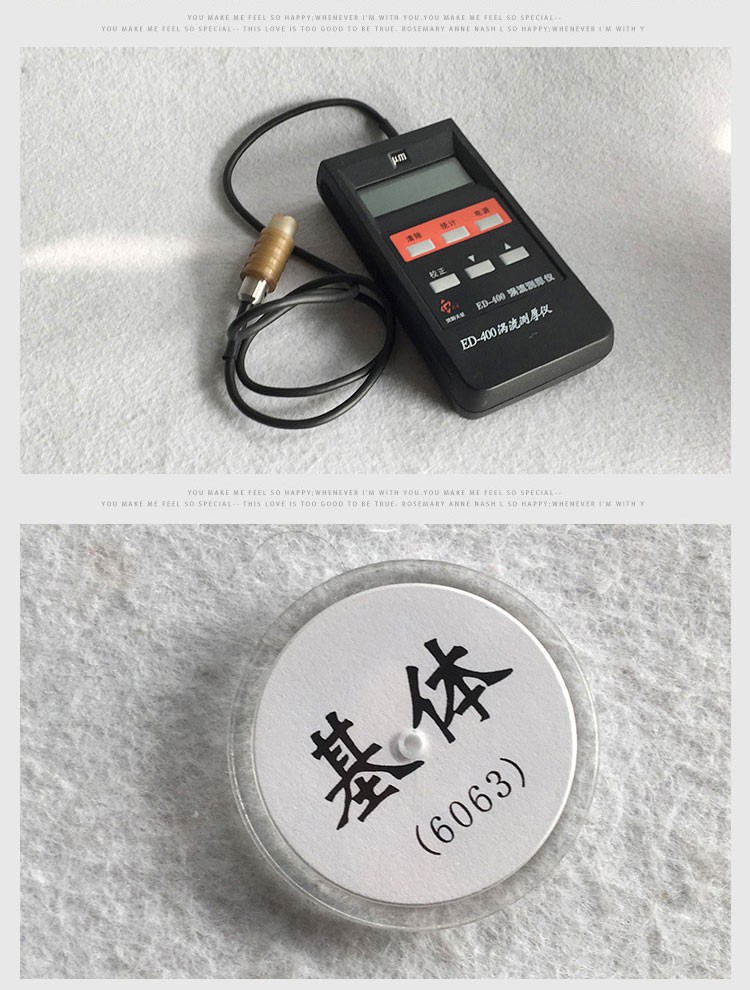 YOU MAKE ME FEEL SO HAPPY;WHENEVER I'M WITH YOU.YOU MAKE ME FEEL SO SPECIAL--
YOU MAKE ME FEEL SO SPECIAL-- THIS LOVE IS TOO GOOD TO BE TRUE. ROSEMARY ANNE NASH L SO HAPPY;WHENEVER I'M WITH Y
μm
清除 统计 电源
校正 ▼ ▲
ED-400 涡流测厚仪
ED-400涡流测厚仪
YOU MAKE ME FEEL SO HAPPY;WHENEVER I'M WITH YOU.YOU MAKE ME FEEL SO SPECIAL--
YOU MAKE ME FEEL SO SPECIAL-- THIS LOVE IS TOO GOOD TO BE TRUE. ROSEMARY ANNE NASH L SO HAPPY;WHENEVER I'M WITH Y
基体
(6063)